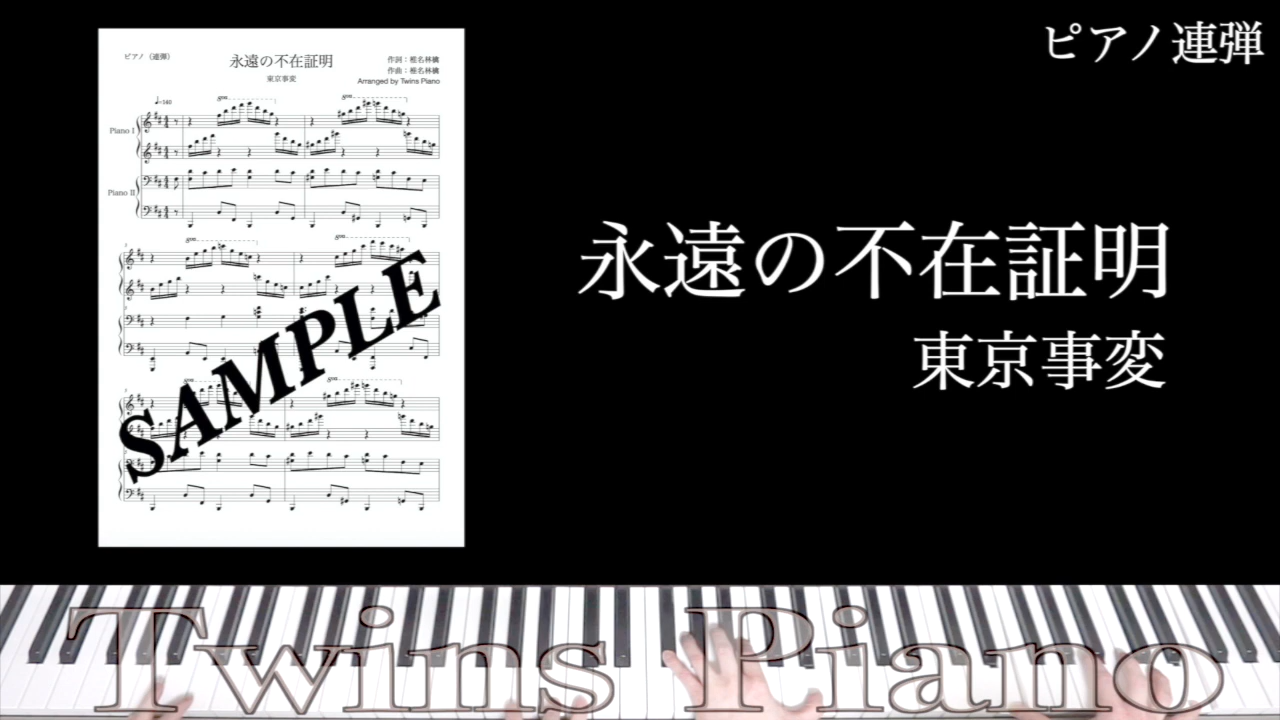 ピアノ連弾
ピアノ（連弾）
永遠の不在証明
東京事変
作詞：椎名林檎
作曲：椎名林檎
Arranged by Twins Piano
♩=140
Piano I
Piano II
SAMPLE
永遠の不在証明
東京事変
Twins Piano